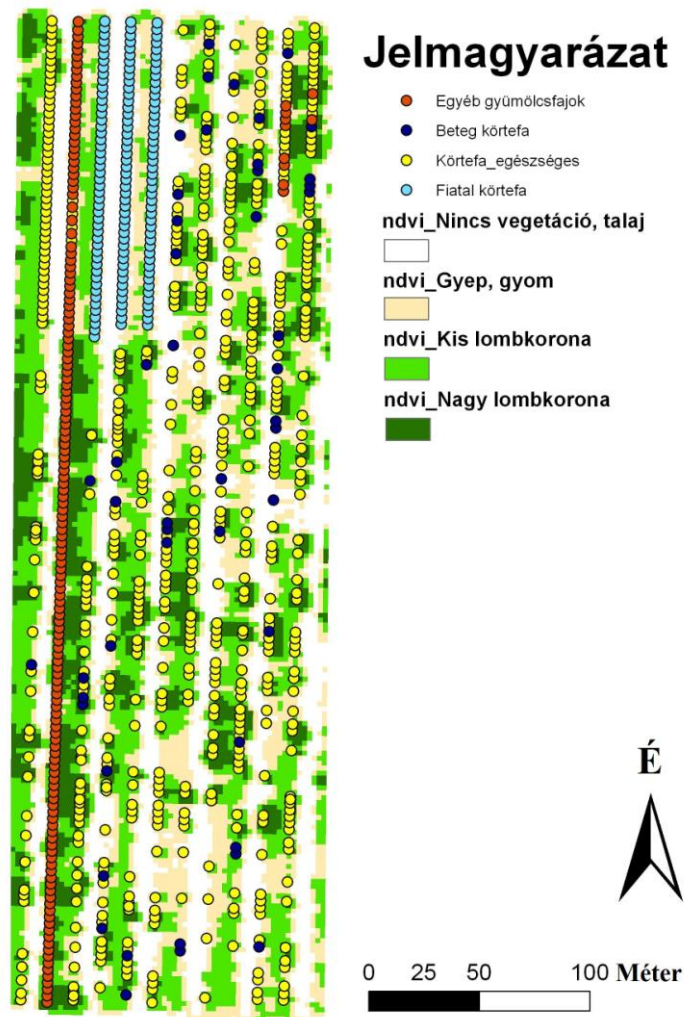 Jelmagyarázat
Egyéb gyümölcsfajok
Beteg körtefa
Körtefa_egészséges
Fiatal körtefa
ndvi_Nincs vegetáció, talaj
ndvi_Gyep, gyom
ndvi_Kis lombkorona
ndvi_Nagy lombkorona
É
0 25 50 100 Méter